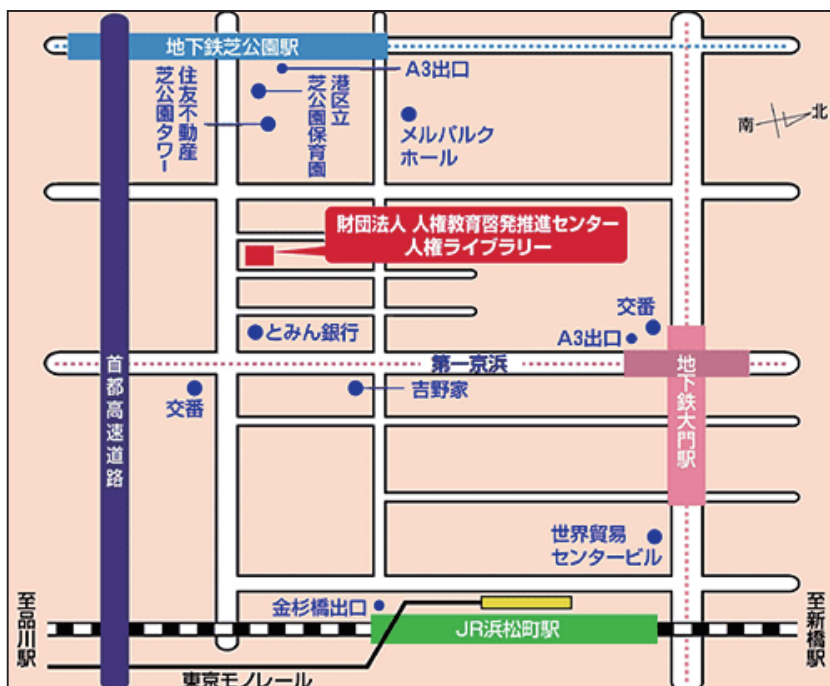 地下鉄芝公園駅
A3出口
住友不動産
芝公園タワー
港区立
芝公園保育園
メルパルク
ホール
南
北
財団法人 人権教育啓発推進センター
人権ライブラリー
とみん銀行
交番
A3出口
第一京浜
首都高速道路
交番
吉野家
地下鉄大門駅
世界貿易
センタービル
金杉橋出口
至品川駅
JR浜松町駅
至新橋駅
東京モノレール